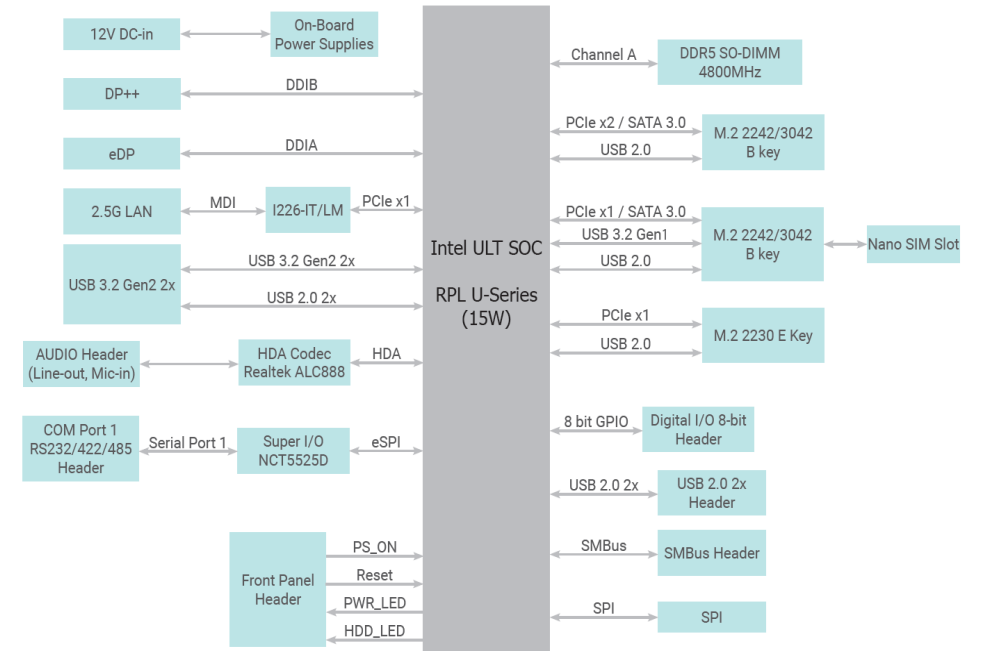 12V DC-in
On-Board
Power Supplies
DP++
DDIB
eDP
DDIA
2.5G LAN
MDI
I226-IT/LM
PCIe x1
USB 3.2 Gen2 2x
USB 3.2 Gen2 2x
USB 2.0 2x
AUDIO Header
(Line-out, Mic-in)
HDA Codec
Realtek ALC888
HDA
COM Port 1
RS232/422/485
Header
Serial Port 1
Super I/O
NCT5525D
eSPI
Front Panel
Header
PS_ON
Reset
PWR_LED
HDD_LED
Intel ULT SOC
RPL U-Series
(15W)
Channel A
DDR5 SO-DIMM
4800MHz
PCIe x2 / SATA 3.0
USB 2.0
M.2 2242/3042
B key
PCIe x1 / SATA 3.0
USB 3.2 Gen1
USB 2.0
M.2 2242/3042
B key
Nano SIM Slot
PCIe x1
USB 2.0
M.2 2230 E Key
8 bit GPIO
Digital I/O 8-bit
Header
USB 2.0 2x
USB 2.0 2x
Header
SMBus
SMBus Header
SPI
SPI